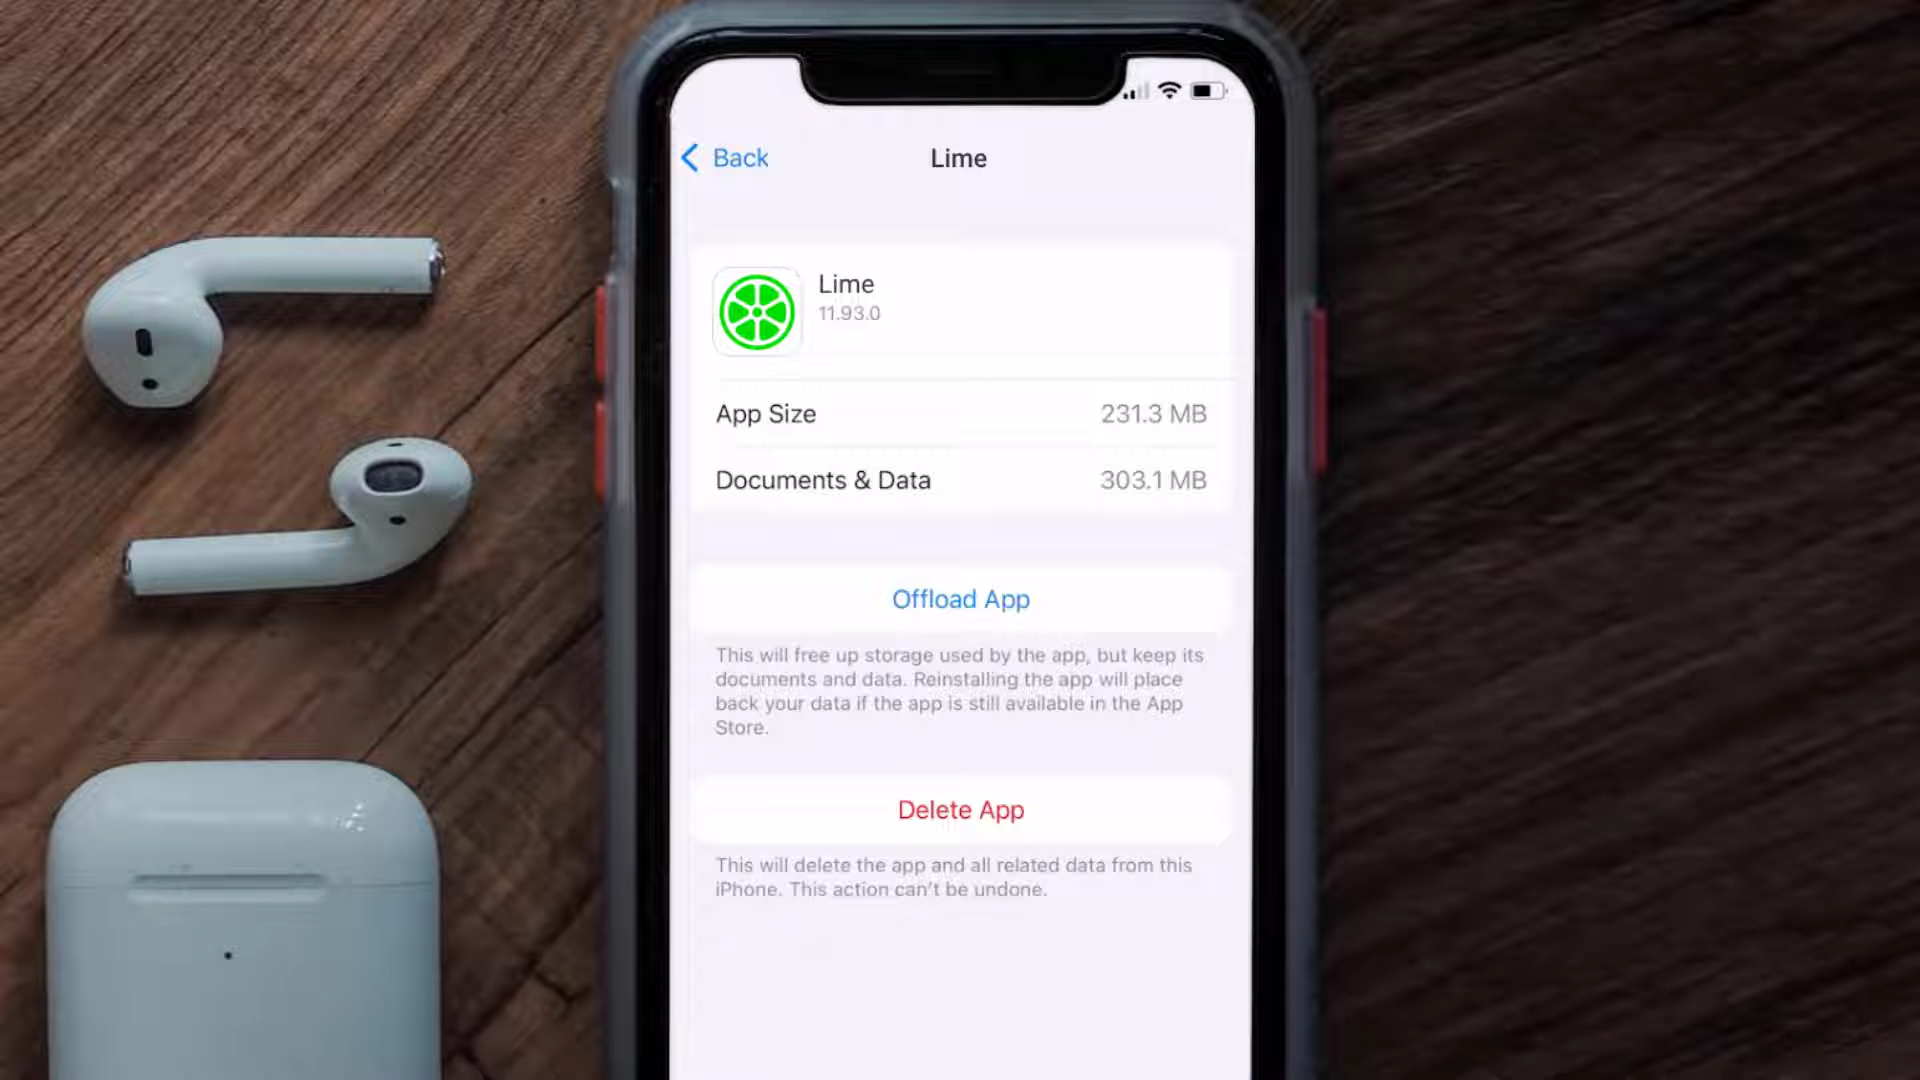 Back
Lime
Lime
11.93.0
App Size
231.3 MB
Documents & Data
303.1 MB
Offload App
This will free up storage used by the app, but keep its
documents and data. Reinstalling the app will place
back your data if the app is still available in the App
Store.
Delete App
This will delete the app and all related data from this
iPhone. This action can't be undone.